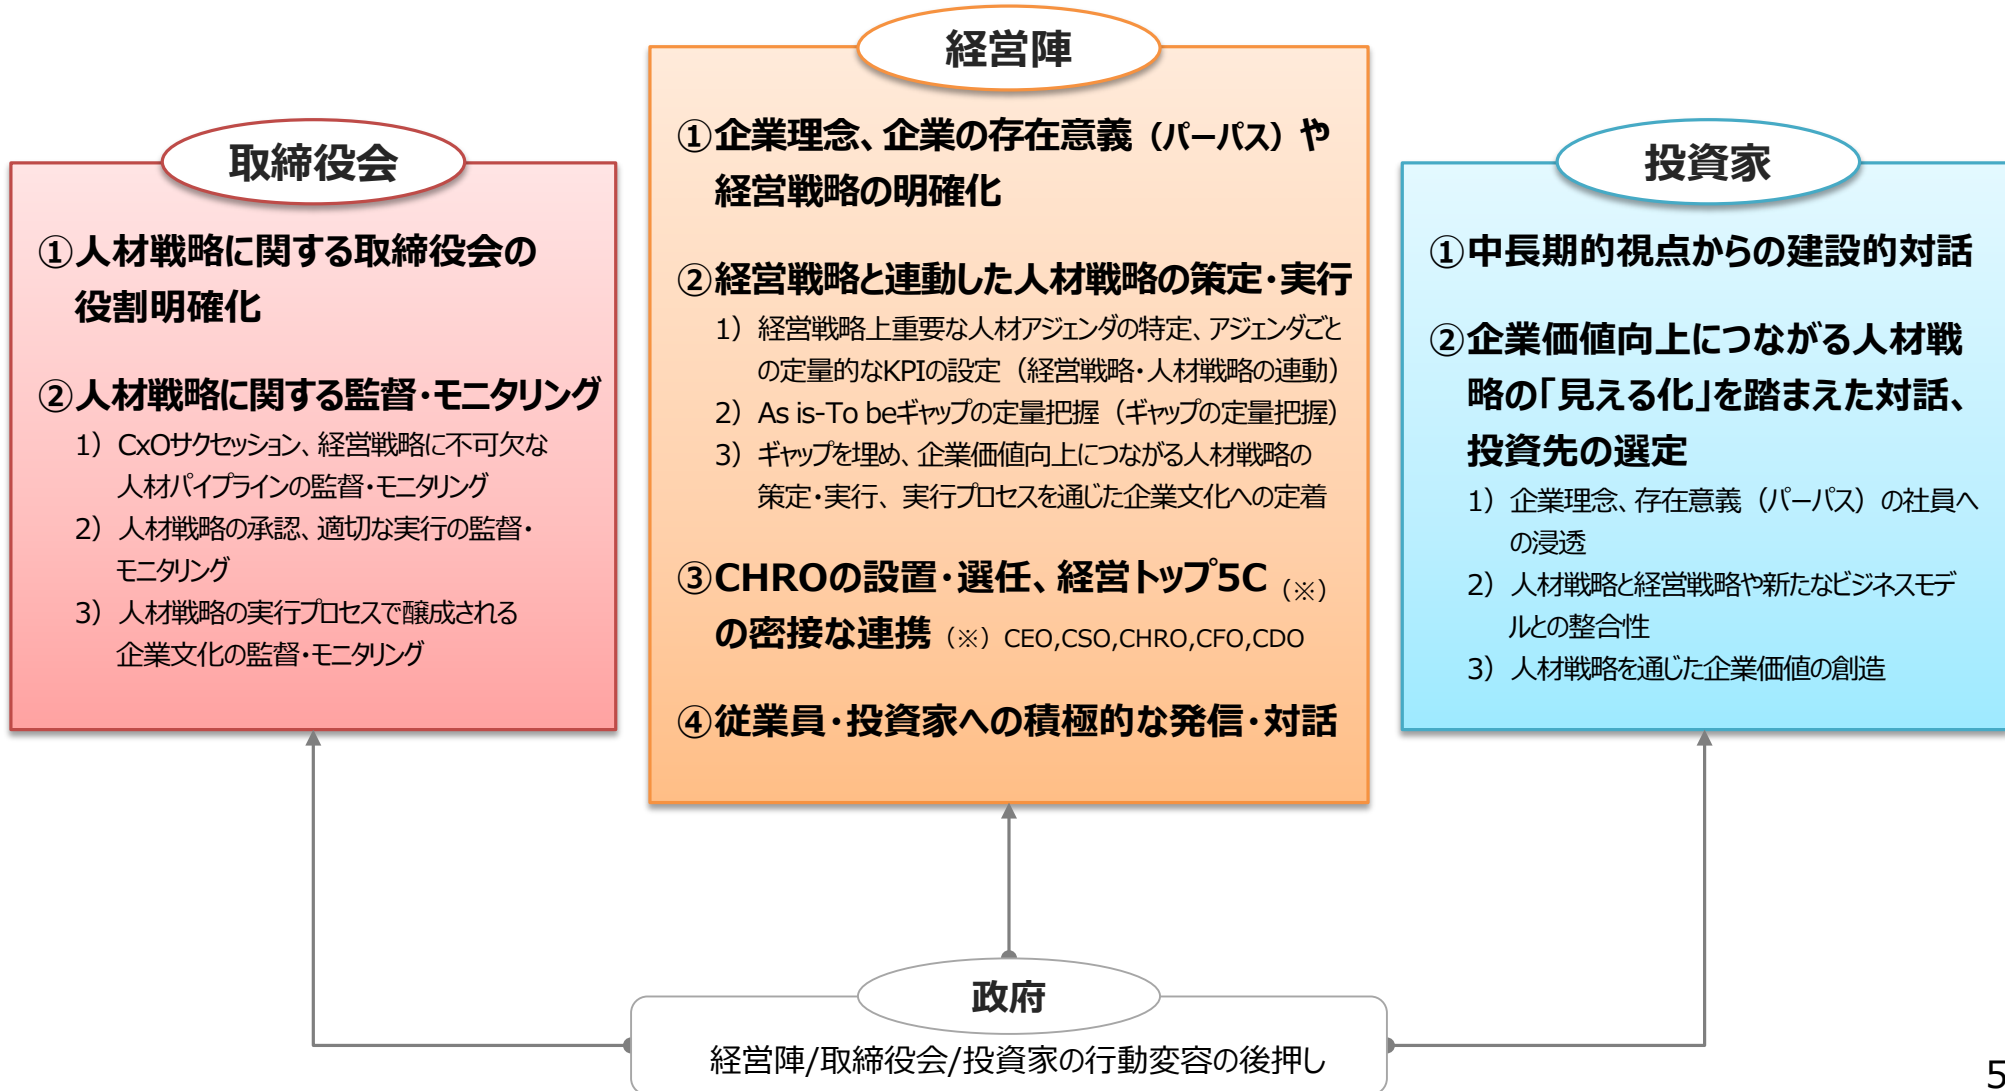 取締役会
①人材戦略に関する取締役会の
役割明確化
②人材戦略に関する監督・モニタリング
1）CxOサクセッション、経営戦略に不可欠な
人材パイプラインの監督・モニタリング
2）人材戦略の承認、適切な実行の監督・
モニタリング
3）人材戦略の実行プロセスで醸成される
企業文化の監督・モニタリング
経営陣
①企業理念、企業の存在意義（パーパス）や
経営戦略の明確化
②経営戦略と連動した人材戦略の策定・実行
1）経営戦略上重要な人材アジェンダの特定、アジェンダごと
の定量的なKPIの設定（経営戦略・人材戦略の連動）
2）As is-To beギャップの定量把握（ギャップの定量把握）
3）ギャップを埋め、企業価値向上につながる人材戦略の
策定・実行、実行プロセスを通じた企業文化への定着
③CHROの設置・選任、経営トップ5C（※）
の密接な連携（※）CEO,CSO,CHRO,CFO,CDO
④従業員・投資家への積極的な発信・対話
投資家
①中長期的視点からの建設的対話
②企業価値向上につながる人材戦
略の「見える化」を踏まえた対話、
投資先の選定
1）企業理念、存在意義（パーパス）の社員へ
の浸透
2）人材戦略と経営戦略や新たなビジネスモデ
ルとの整合性
3）人材戦略を通じた企業価値の創造
政府
経営陣/取締役会/投資家の行動変容の後押し
5